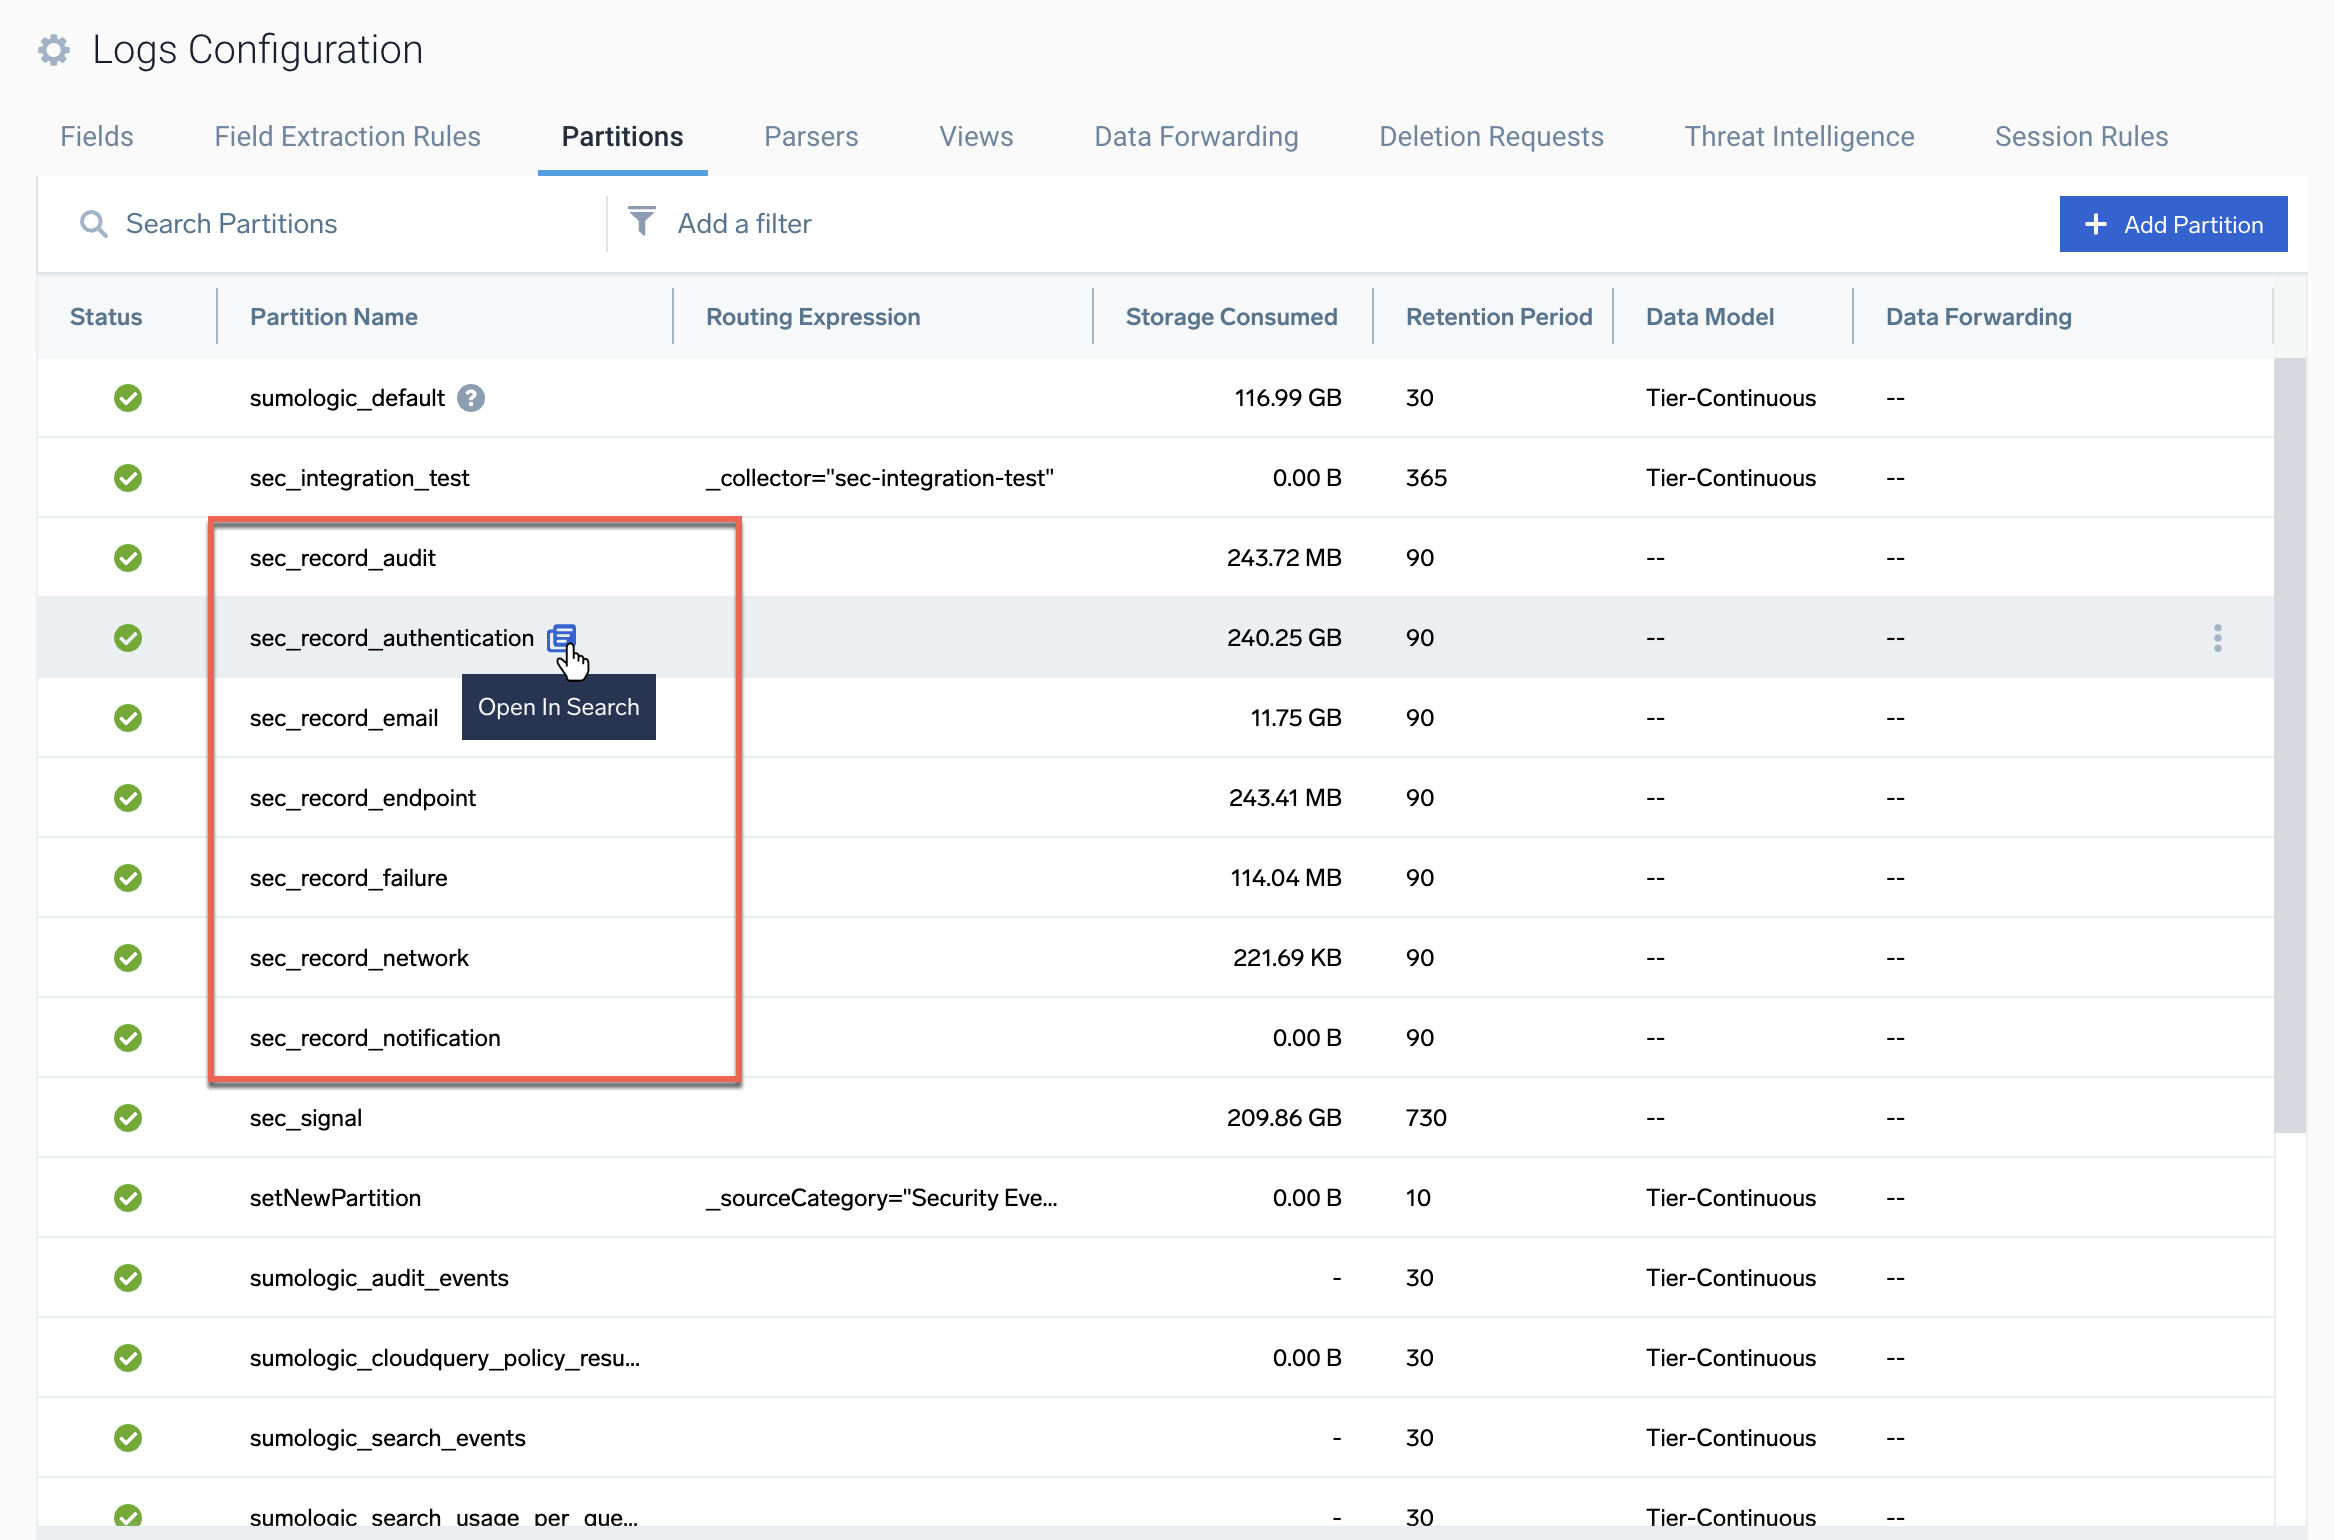 Logs Configuration
Fields Field Extraction Rules Partitions Parsers Views Data Forwarding Deletion Requests Threat Intelligence Session Rules
Search Partitions Add a filter + Add Partition
Status Partition Name Routing Expression Storage Consumed Retention Period Data Model Data Forwarding
sumologic_default ? 116.99 GB 30 Tier-Continuous --
sec_integration_test _collector="sec-integration-test" 0.00 B 365 Tier-Continuous --
sec_record_audit 243.72 MB 90 -- --
sec_record_authentication 240.25 GB 90 -- --
Open In Search
sec_record_email 11.75 GB 90 -- --
sec_record_endpoint 243.41 MB 90 -- --
sec_record_failure 114.04 MB 90 -- --
sec_record_network 221.69 KB 90 -- --
sec_record_notification 0.00 B 90 -- --
sec_signal 209.86 GB 730 -- --
setNewPartition _sourceCategory="Security Eve... 0.00 B 10 Tier-Continuous --
sumologic_audit_events - 30 Tier-Continuous --
sumologic_cloudquery_policy_resu... 0.00 B 30 Tier-Continuous --
sumologic_search_events - 30 Tier-Continuous --
sumologic_search_usage_per_que... - 30 Tier-Continuous --